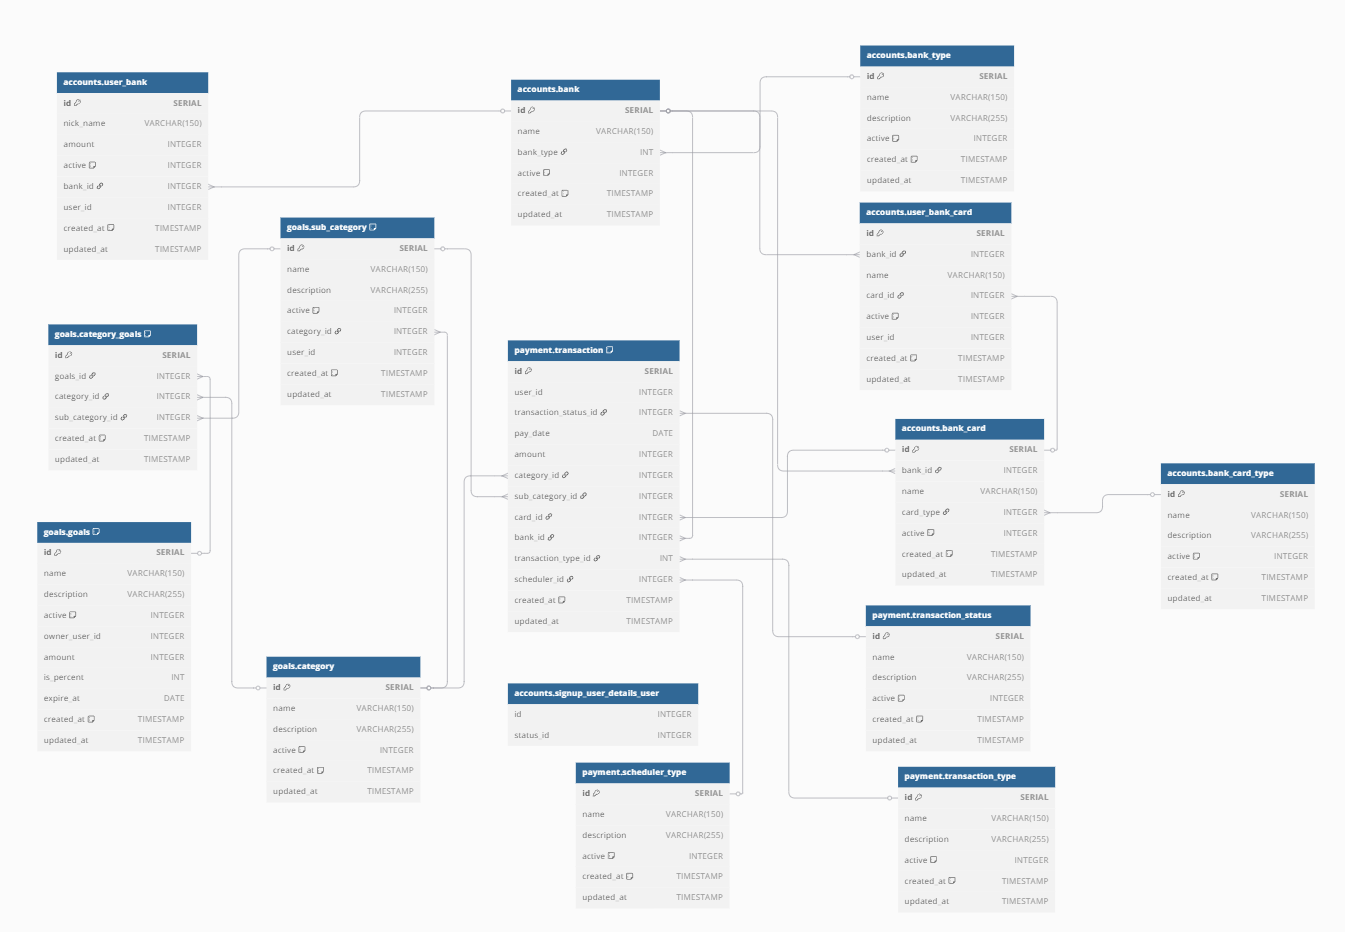 accounts.user_bank
id SERIAL
nick_name VARCHAR(150)
amount INTEGER
active INTEGER
bank_id INTEGER
user_id INTEGER
created_at TIMESTAMP
updated_at TIMESTAMP
accounts.bank
id SERIAL
name VARCHAR(150)
bank_type INT
active INTEGER
created_at TIMESTAMP
updated_at TIMESTAMP
accounts.bank_type
id SERIAL
name VARCHAR(150)
description VARCHAR(255)
active INTEGER
created_at TIMESTAMP
updated_at TIMESTAMP
accounts.user_bank_card
id SERIAL
bank_id INTEGER
name VARCHAR(150)
card_id INTEGER
active INTEGER
user_id INTEGER
created_at TIMESTAMP
updated_at TIMESTAMP
goals.sub_category
id SERIAL
name VARCHAR(150)
description VARCHAR(255)
active INTEGER
category_id INTEGER
user_id INTEGER
created_at TIMESTAMP
updated_at TIMESTAMP
goals.category_goals
id SERIAL
goals_id INTEGER
category_id INTEGER
sub_category_id INTEGER
created_at TIMESTAMP
updated_at TIMESTAMP
payment.transaction
id SERIAL
user_id INTEGER
transaction_status_id INTEGER
pay_date DATE
amount INTEGER
category_id INTEGER
sub_category_id INTEGER
card_id INTEGER
bank_id INTEGER
transaction_type_id INT
scheduler_id INTEGER
created_at TIMESTAMP
updated_at TIMESTAMP
accounts.bank_card
id SERIAL
bank_id INTEGER
name VARCHAR(150)
card_type INTEGER
active INTEGER
created_at TIMESTAMP
updated_at TIMESTAMP
accounts.bank_card_type
id SERIAL
name VARCHAR(150)
description VARCHAR(255)
active INTEGER
created_at TIMESTAMP
updated_at TIMESTAMP
goals.goals
id SERIAL
name VARCHAR(150)
description VARCHAR(255)
active INTEGER
owner_user_id INTEGER
amount INTEGER
is_percent INT
expire_at DATE
created_at TIMESTAMP
updated_at TIMESTAMP
goals.category
id SERIAL
name VARCHAR(150)
description VARCHAR(255)
active INTEGER
created_at TIMESTAMP
updated_at TIMESTAMP
accounts.signup_user_details_user
id INTEGER
status_id INTEGER
payment.transaction_status
id SERIAL
name VARCHAR(150)
description VARCHAR(255)
active INTEGER
created_at TIMESTAMP
updated_at TIMESTAMP
payment.scheduler_type
id SERIAL
name VARCHAR(150)
description VARCHAR(255)
active INTEGER
created_at TIMESTAMP
updated_at TIMESTAMP
payment.transaction_type
id SERIAL
name VARCHAR(150)
description VARCHAR(255)
active INTEGER
created_at TIMESTAMP
updated_at TIMESTAMP